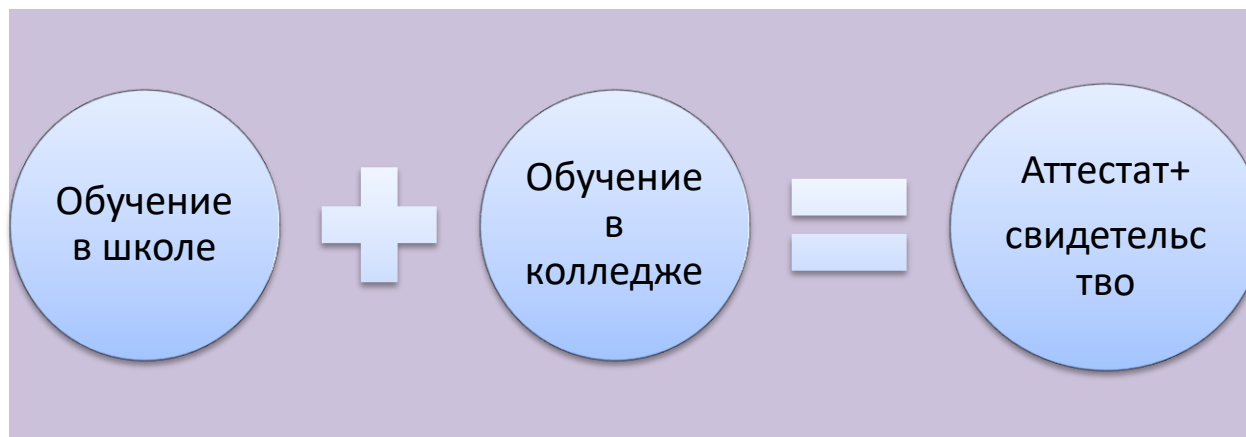 Обучение
в школе
Обучение
в
колледже
Аттестат+
свидетельс
тво